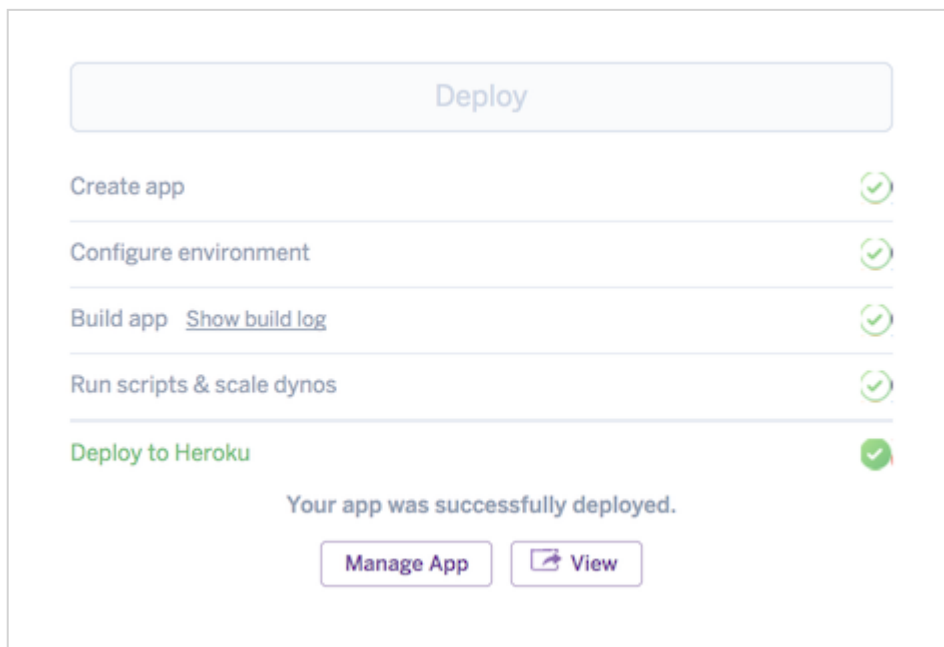 Deploy
Create app
Configure environment
Build app Show build log
Run scripts & scale dynos
Deploy to Heroku
Your app was successfully deployed.
Manage App View